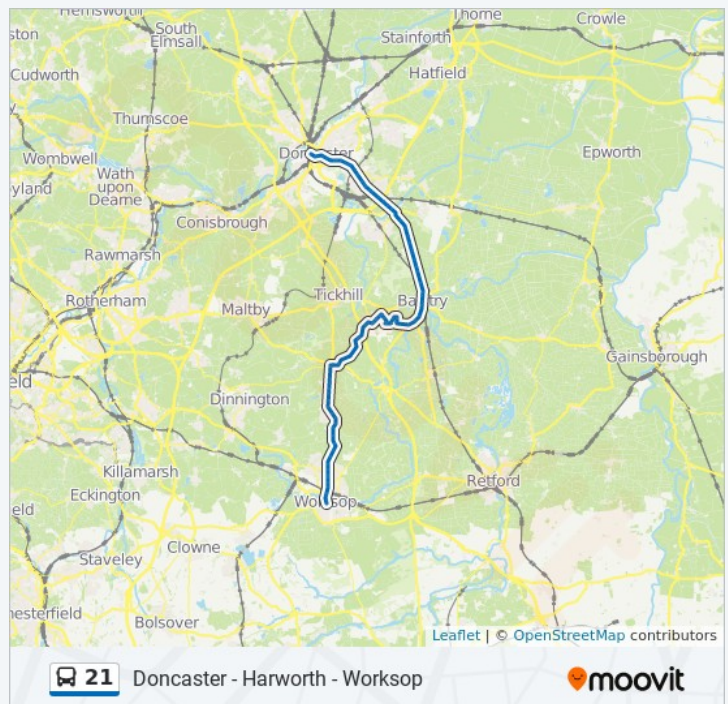 Hemsworth
Thorne
Crowle
ston
South
Elmsall
Stainforth
Cudworth
Hatfield
Thumscoe
Wombwell
Doncaster
Epworth
yland
Wath
upon
Dearne
Conisbrough
Rawmarsh
Rotherham
Maltby
Tickhill
Bawtry
Gainsborough
eld
Dinnington
Killamarsh
Eckington
Worksop
Retford
eld
Clowne
Staveley
hesterfield
Bolsover
Leaflet | © OpenStreetMap contributors
21 Doncaster - Harworth - Worksop
moovit